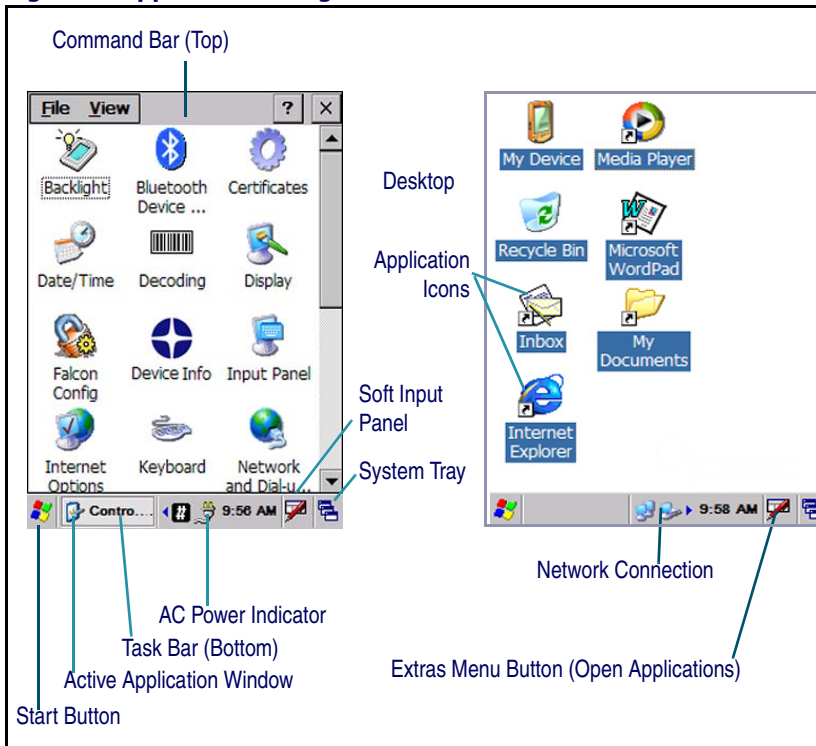 Command Bar (Top)
File View ? ×
Backlight
Bluetooth
Device ...
Certificates
Date/Time
Decoding
Display
Falcon
Config
Device Info
Input Panel
Internet
Options
Keyboard
Network
and Dial-u...
Contro...
9:56 AM
Desktop
Application
Icons
Soft Input
Panel
System Tray
My Device
Media Player
Recycle Bin
Microsoft
WordPad
Inbox
My
Documents
Internet
Explorer
9:58 AM
Network Connection
AC Power Indicator
Task Bar (Bottom)
Active Application Window
Extras Menu Button (Open Applications)
Start Button